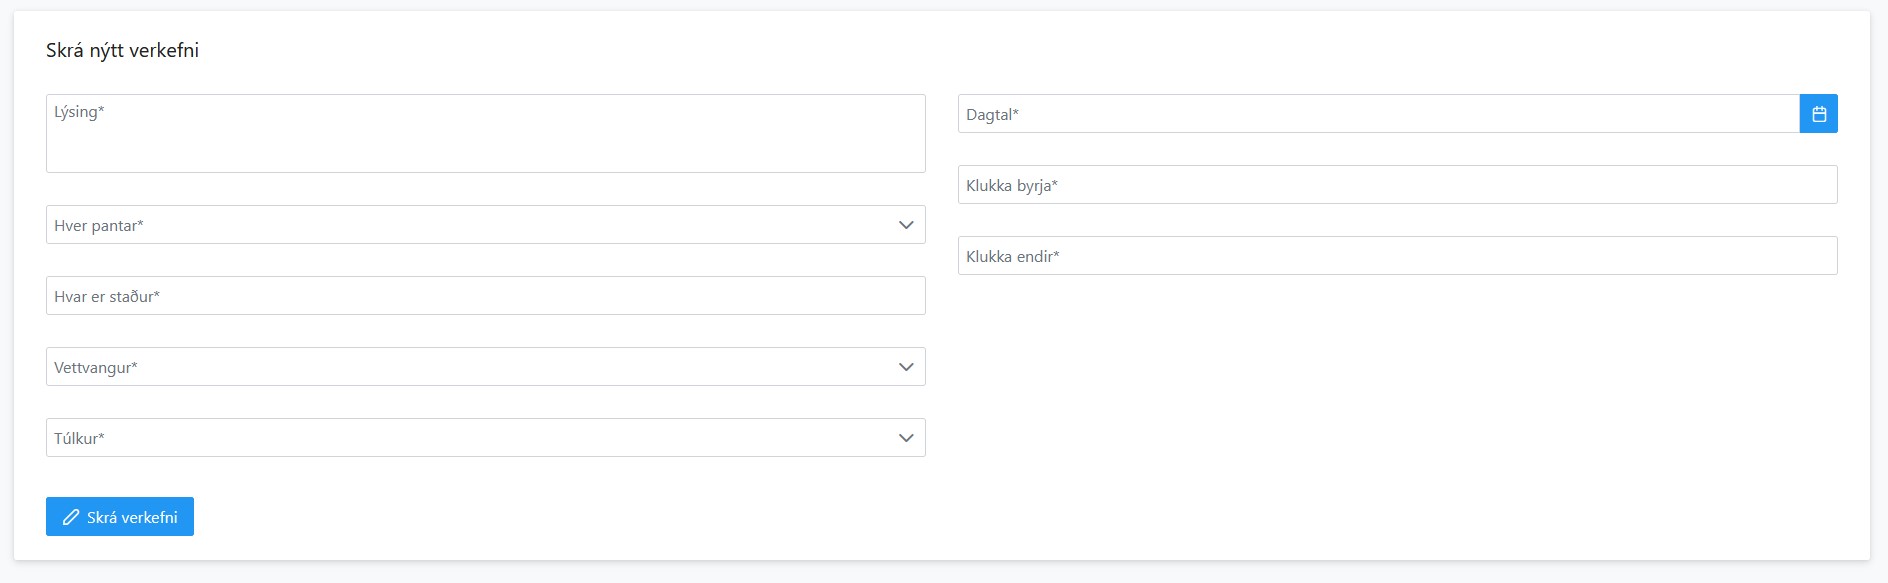 Skrá nýtt verkefni
Lýsing*
Hver pantar*
Hvar er staður*
Vettvangur*
Túlkur*
Dagtal*
Klukka byrja*
Klukka endir*
Skrá verkefni